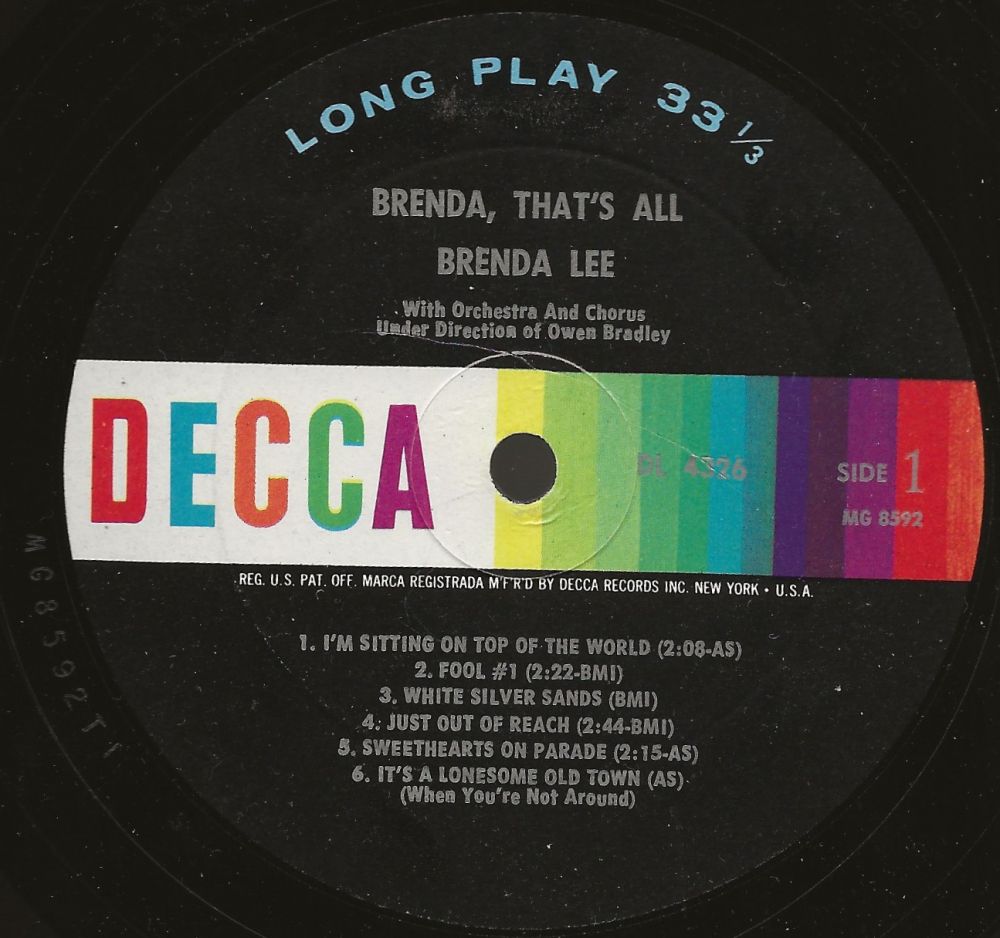 LONG PLAY 33 1/3
BRENDA, THAT'S ALL
BRENDA LEE
With Orchestra And Chorus
Under Direction of Owen Bradley
DECCA
DL 4326
SIDE 1
MG 8592
REG. U.S. PAT. OFF. MARCA REGISTRADA M'F'R'D BY DECCA RECORDS INC. NEW YORK • U.S.A.
1. I'M SITTING ON TOP OF THE WORLD (2:08-AS)
2. FOOL #1 (2:22-BMI)
3. WHITE SILVER SANDS (BMI)
4. JUST OUT OF REACH (2:44-BMI)
5. SWEETHEARTS ON PARADE (2:15-AS)
6. IT'S A LONESOME OLD TOWN (AS)
(When You're Not Around)